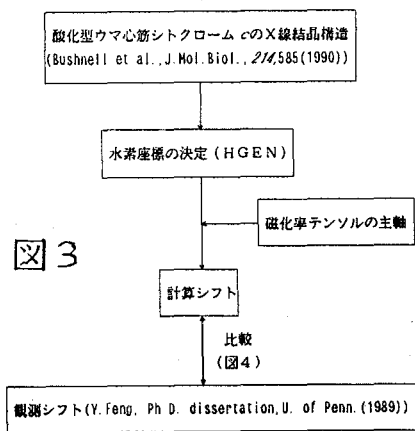 酸化型ウマ心筋シトクローム cのX線結晶構造
(Bushnell et al.,J.Mol.Biol.,214,585(1990))
水素座標の決定(HGEN)
磁化率テンソルの主軸
図3
計算シフト
比較
(図4)
観測シフト(Y.Feng, Ph D. dissertation,U. of Penn.(1989))